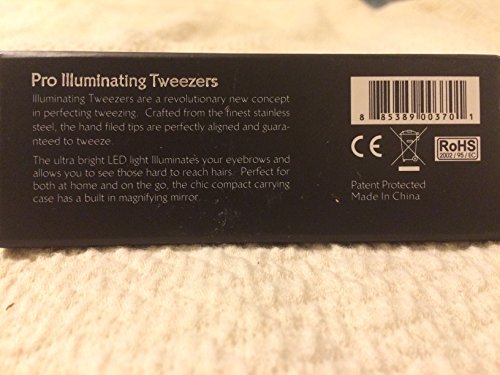 Pro Illuminating Tweezers
Illuminating Tweezers are a revolutionary new concept
in perfecting tweezing. Crafted from the finest stainless
steel, the hand filed tips are perfectly aligned and guara-
nteed to tweeze.
The ultra bright LED light Illuminates your eyebrows and
allows you to see those hard to reach hairs. Perfect for
both at home and on the go, the chic compact carrying
case has a built in magnifying mirror.
8 85389 00370 1
CE
RoHS
2002/95/EC
Patent Protected
Made In China